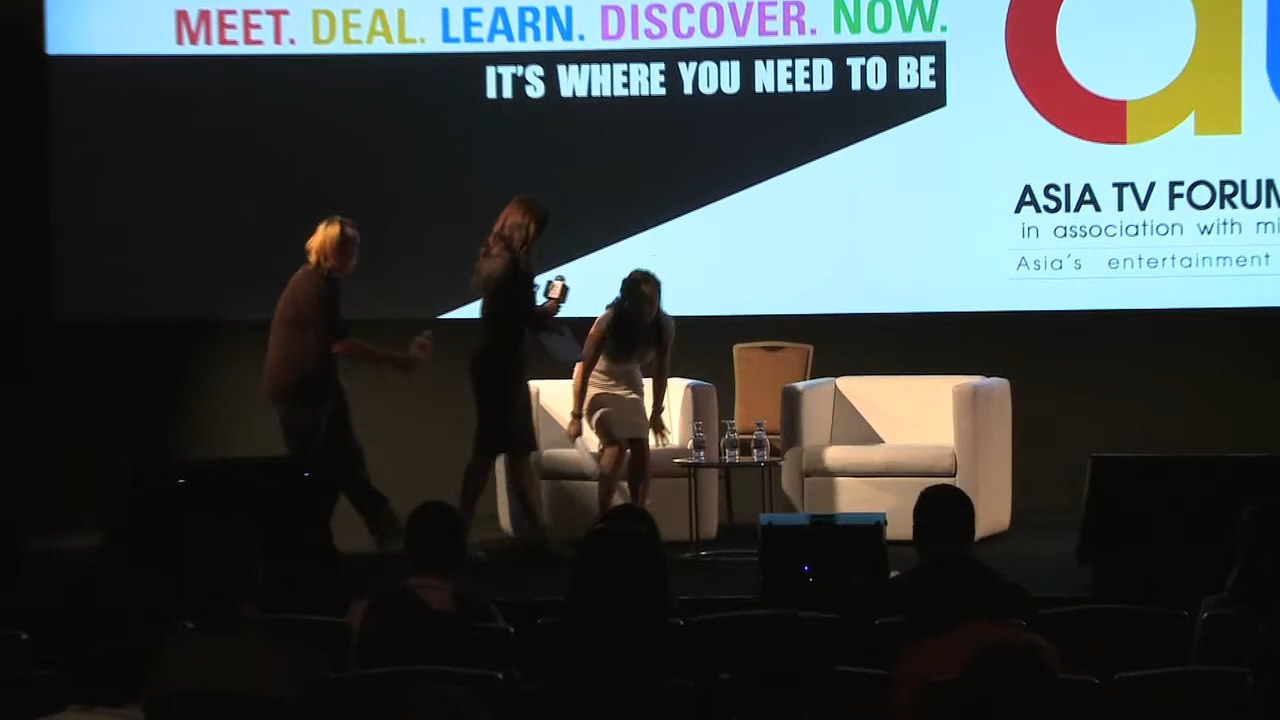 MEET. DEAL. LEARN. DISCOVER. NOW.
IT'S WHERE YOU NEED TO BE
ASIA TV FORUM
in association with
Asia's entertainment